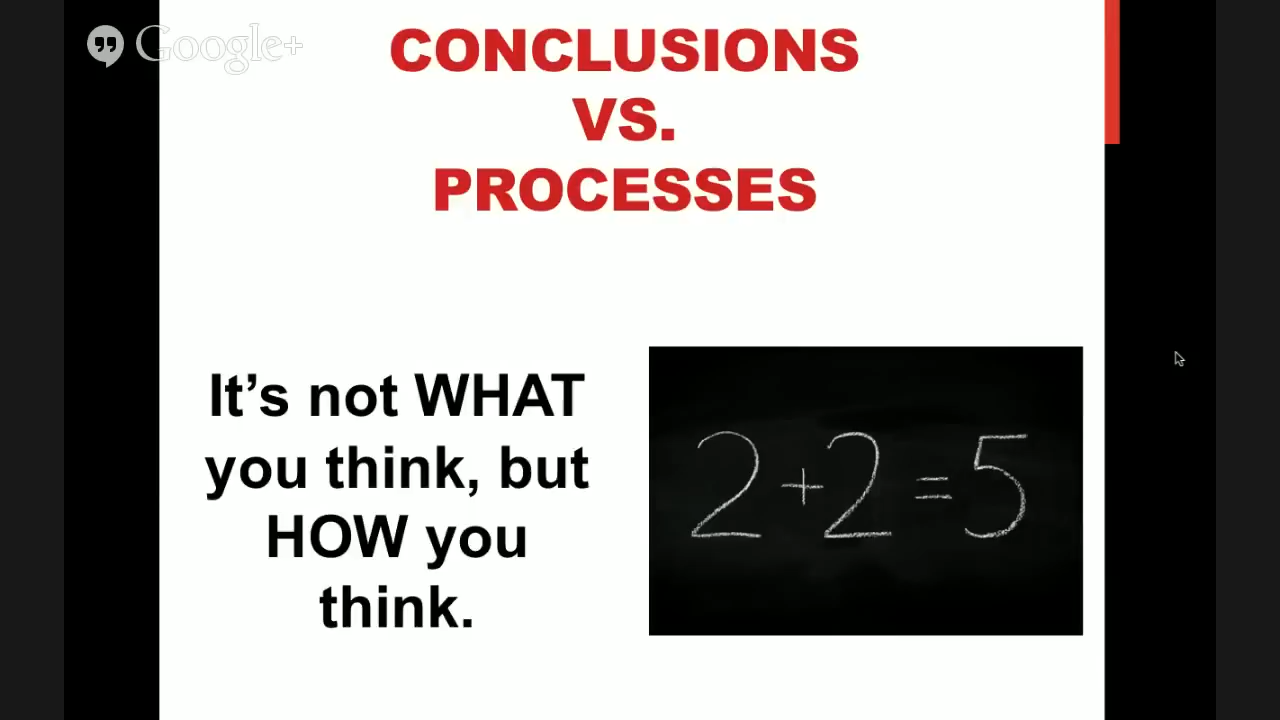 Google+
CONCLUSIONS
VS.
PROCESSES
It’s not WHAT
you think, but
HOW you
think.
2+2=5